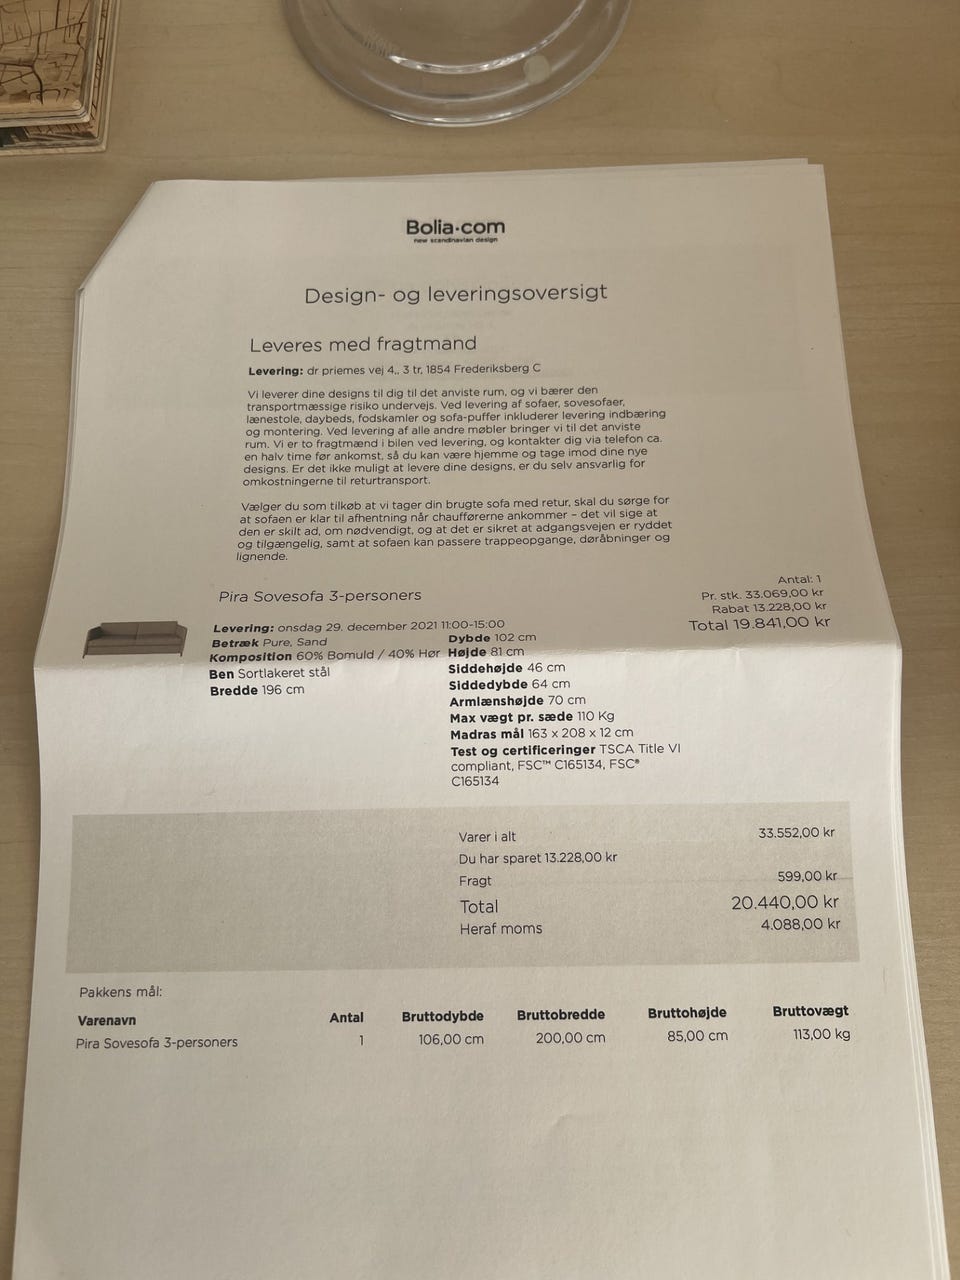 Bolia.com
new scandinavian design
Design- og leveringsoversigt
Leveres med fragtmand
Levering: dr priemes vej 4,, 3 tr, 1854 Frederiksberg C
Vi leverer dine designs til dig til det anviste rum, og vi bærer den
transportmæssige risiko undervejs. Ved levering af sofaer, sovesofaer,
lænestole, daybeds, fodskamler og sofa-puffer inkluderer levering indbæring
og montering. Ved levering af alle andre møbler bringer vi til det anviste
rum. Vi er to fragtmænd i bilen ved levering, og kontakter dig via telefon ca.
en halv time før ankomst, så du kan være hjemme og tage imod dine nye
designs. Er det ikke muligt at levere dine designs, er du selv ansvarlig for
omkostningerne til returtransport.
Vælger du som tilkøb at vi tager din brugte sofa med retur, skal du sørge for
at sofaen er klar til afhentning når chaufførerne ankommer – det vil sige at
den er skilt ad, om nødvendigt, og at det er sikret at adgangsvejen er ryddet
og tilgængelig, samt at sofaen kan passere trappeopgange, døråbninger og
lignende.
Pira Sovesofa 3-personers
Antal: 1
Pr. stk. 33.069,00 kr
Rabat 13.228,00 kr
Total 19.841,00 kr
Levering: onsdag 29. december 2021 11:00-15:00
Betræk Pure, Sand
Komposition 60% Bomuld / 40% Hør
Ben Sortlakeret stål
Bredde 196 cm
Dybde 102 cm
Højde 81 cm
Siddehøjde 46 cm
Siddedybde 64 cm
Armlænshøjde 70 cm
Max vægt pr. sæde 110 Kg
Madras mål 163 x 208 x 12 cm
Test og certificeringer TSCA Title VI
compliant, FSC™ C165134, FSC®
C165134
Varer i alt 33.552,00 kr
Du har sparet 13.228,00 kr
Fragt 599,00 kr
Total 20.440,00 kr
Heraf moms 4.088,00 kr
Pakkens mål:
Varenavn Antal Bruttodybde Bruttobredde Bruttohøjde Bruttovægt
Pira Sovesofa 3-personers 1 106,00 cm 200,00 cm 85,00 cm 113,00 kg